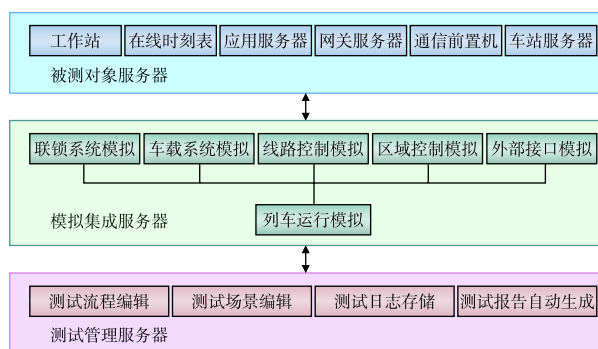 工作站 在线时刻表 应用服务器 网关服务器 通信前置机 车站服务器
被测对象服务器
联锁系统模拟 车载系统模拟 线路控制模拟 区域控制模拟 外部接口模拟
模拟集成服务器 列车运行模拟
测试流程编辑 测试场景编辑 测试日志存储 测试报告自动生成
测试管理服务器